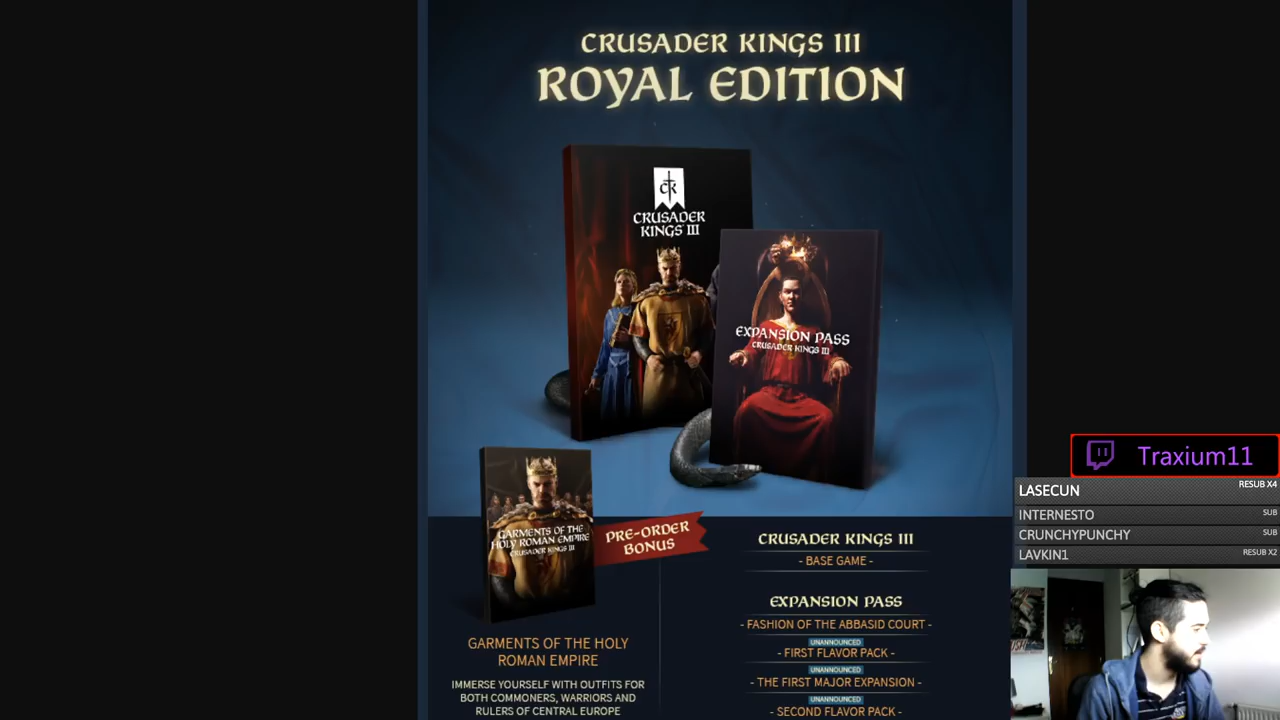 CRUSADER KINGS III
ROYAL EDITION
CK
CRUSADER
KINGS III
EXPANSION PASS
CRUSADER KINGS III
GARMENTS OF THE
HOLY ROMAN EMPIRE
CRUSADER KINGS III
PRE-ORDER
BONUS
GARMENTS OF THE HOLY
ROMAN EMPIRE
IMMERSE YOURSELF WITH OUTFITS FOR
BOTH COMMONERS, WARRIORS AND
RULERS OF CENTRAL EUROPE
CRUSADER KINGS III
- BASE GAME -
EXPANSION PASS
- FASHION OF THE ABBASID COURT -
UNANNOUNCED
- FIRST FLAVOR PACK -
UNANNOUNCED
- THE FIRST MAJOR EXPANSION -
UNANNOUNCED
- SECOND FLAVOR PACK -
Traxium11
LASECUN RESUB X4
INTERNESTO SUB
CRUNCHYPUNCHY SUB
LAVKIN1 RESUB X2